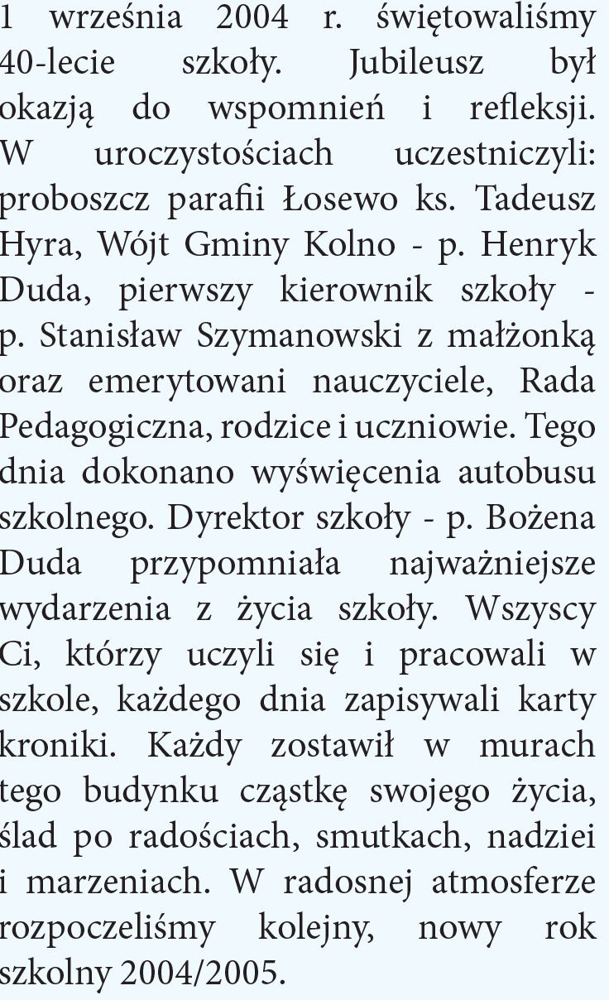 1 września 2004 r. świętowaliśmy
40-lecie szkoły. Jubileusz był
okazją do wspomnień i refleksji.
W uroczystościach uczestniczyli:
proboszcz parafii Łosewo ks. Tadeusz
Hyra, Wójt Gminy Kolno - p. Henryk
Duda, pierwszy kierownik szkoły -
p. Stanisław Szymanowski z małżonką
oraz emerytowani nauczyciele, Rada
Pedagogiczna, rodzice i uczniowie. Tego
dnia dokonano wyświęcenia autobusu
szkolnego. Dyrektor szkoły - p. Bożena
Duda przypomniała najważniejsze
wydarzenia z życia szkoły. Wszyscy
Ci, którzy uczyli się i pracowali w
szkole, każdego dnia zapisywali karty
kroniki. Każdy zostawił w murach
tego budynku cząstkę swojego życia,
ślad po radościach, smutkach, nadziei
i marzeniach. W radosnej atmosferze
rozpoczeliśmy kolejny, nowy rok
szkolny 2004/2005.